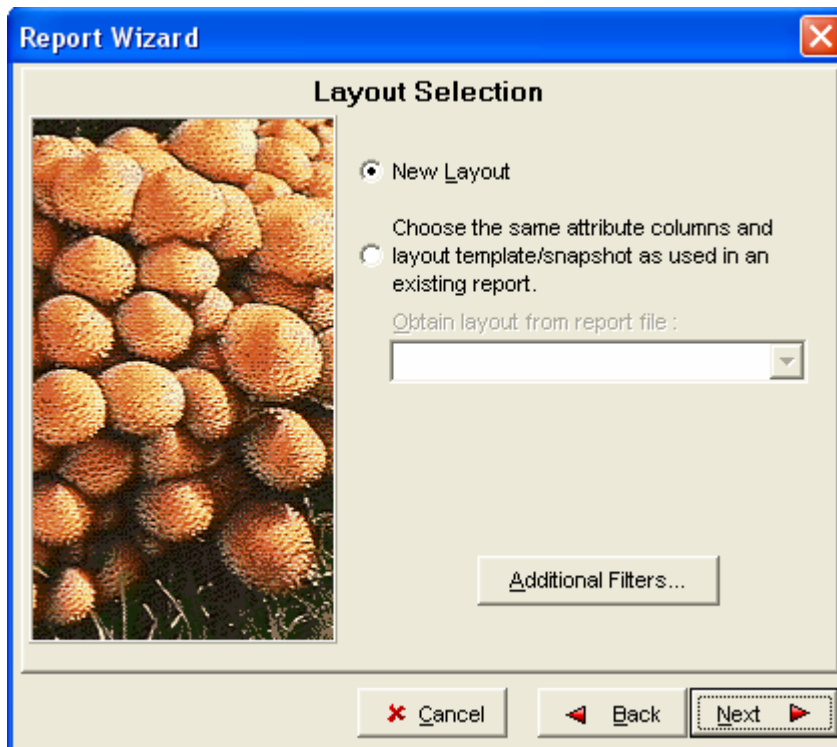 Report Wizard
Layout Selection
New Layout
Choose the same attribute columns and
layout template/snapshot as used in an
existing report.
Obtain layout from report file :
Additional Filters...
Cancel
Back
Next